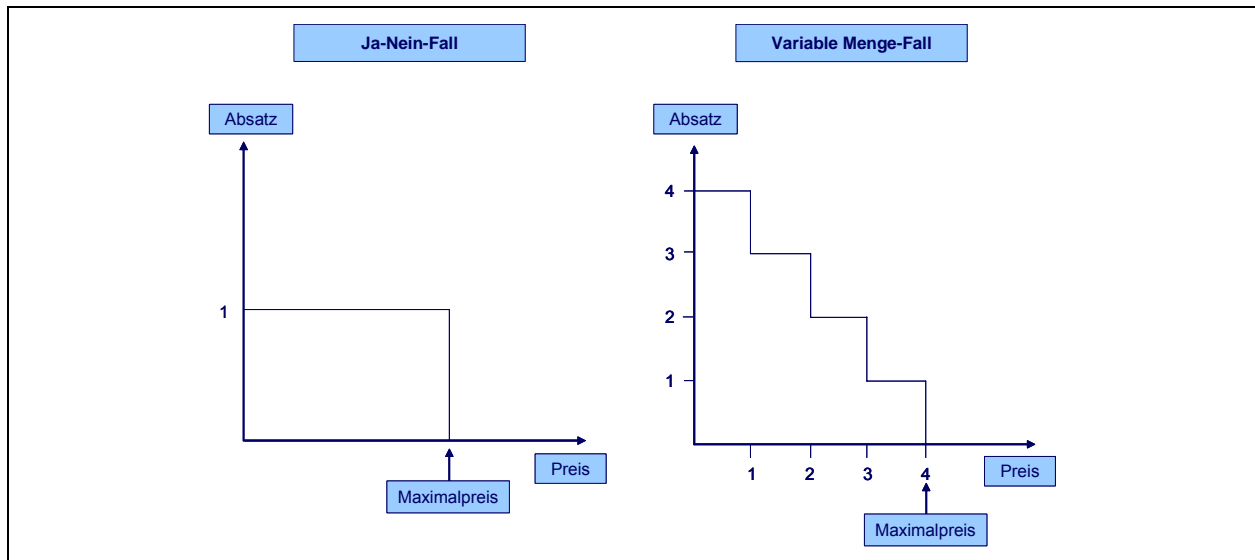 Ja-Nein-Fall
Absatz
1
Preis
Maximalpreis
Variable Menge-Fall
Absatz
4
3
2
1
1 2 3 4
Preis
Maximalpreis